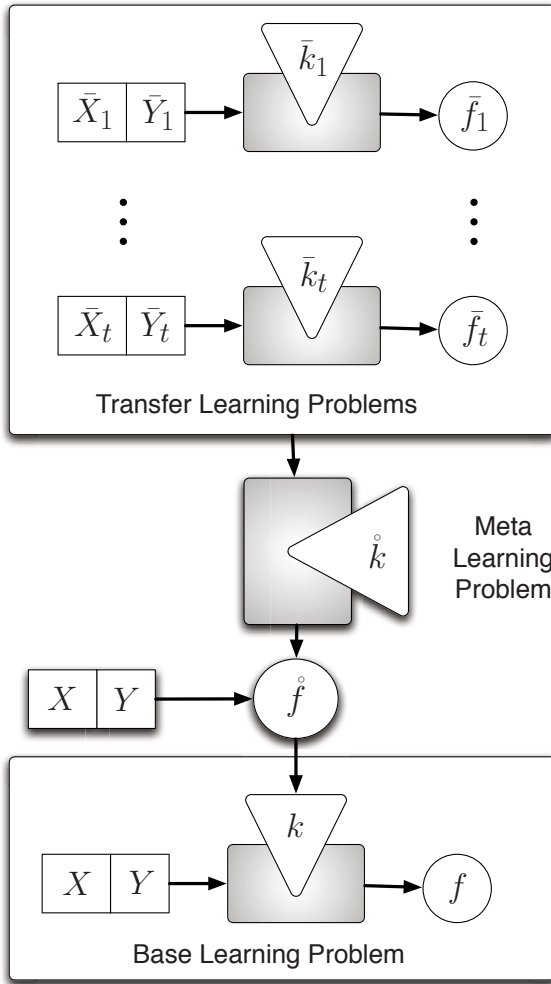 k̄₁
X̄₁ Ȳ₁ f̄₁
k̄ₜ
X̄ₜ Ȳₜ f̄ₜ
Transfer Learning Problems
k̊
Meta
Learning
Problem
X Y f̊
k
X Y f
Base Learning Problem